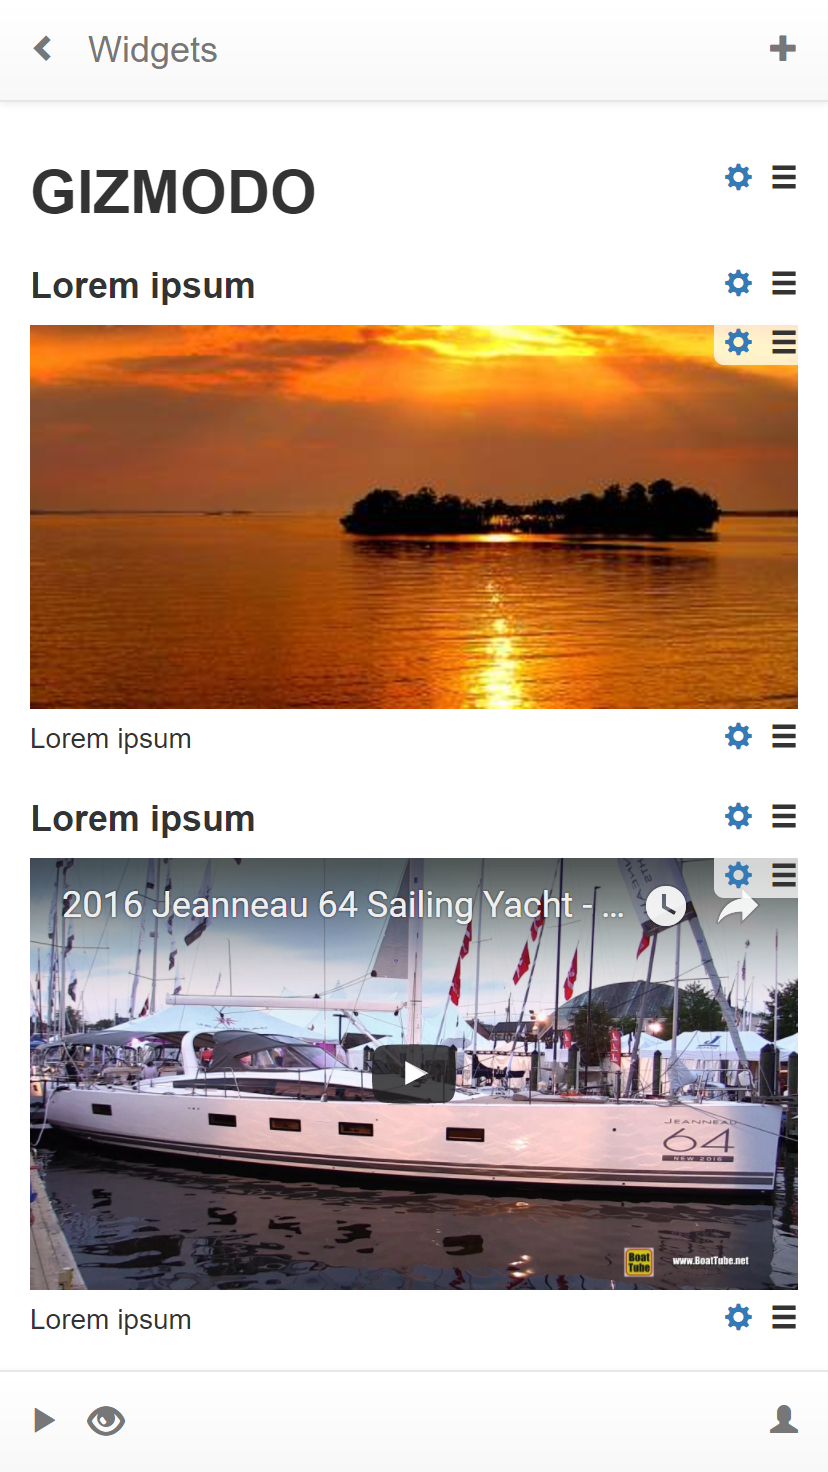 Widgets
GIZMODO
Lorem ipsum
Lorem ipsum
Lorem ipsum
2016 Jeanneau 64 Sailing Yacht - ...
JEANNEAU
64
NEW 2016
Boat
Tube
www.BoatTube.net
Lorem ipsum